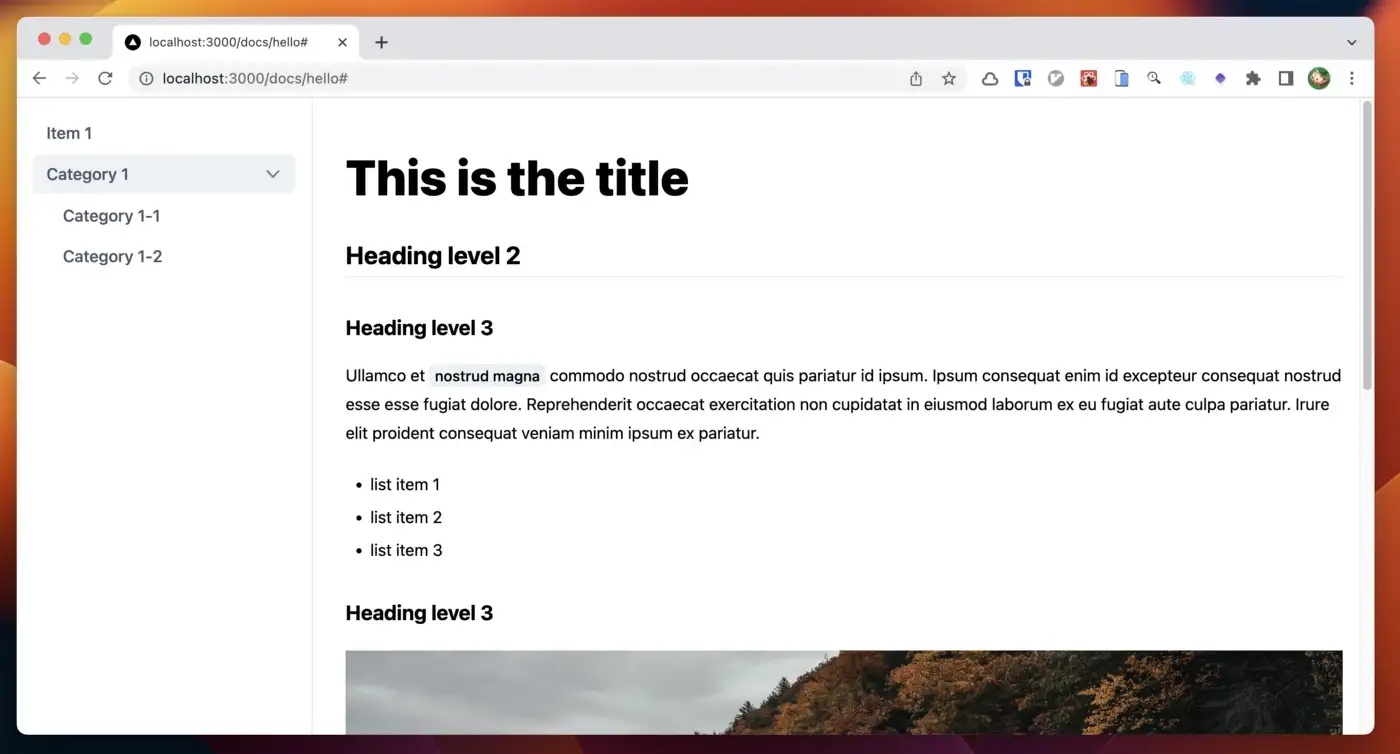 localhost:3000/docs/hello#
localhost:3000/docs/hello#
Item 1
Category 1
Category 1-1
Category 1-2
This is the title
Heading level 2
Heading level 3
Ullamco et nostrud magna commodo nostrud occaecat quis pariatur id ipsum. Ipsum consequat enim id excepteur consequat nostrud
esse esse fugiat dolore. Reprehenderit occaecat exercitation non cupidatat in eiusmod laborum ex eu fugiat aute culpa pariatur. Irure
elit proident consequat veniam minim ipsum ex pariatur.
• list item 1
• list item 2
• list item 3
Heading level 3